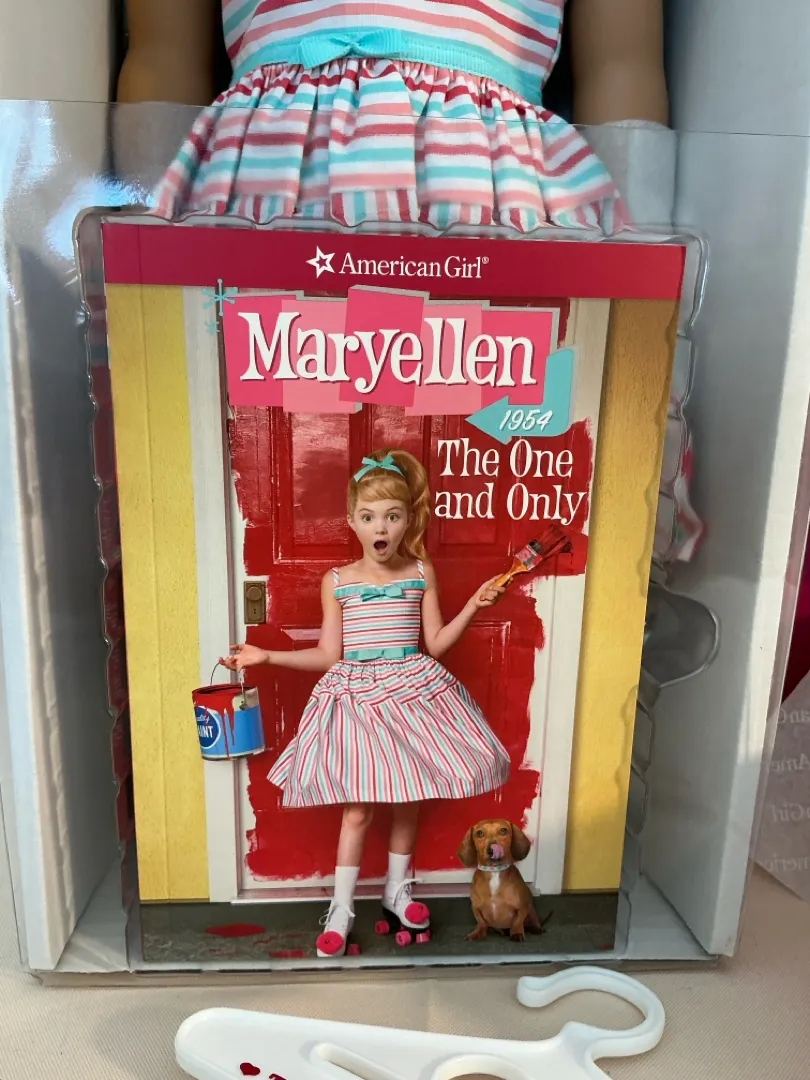 American Girl®
Maryellen
1954
The One
and Only